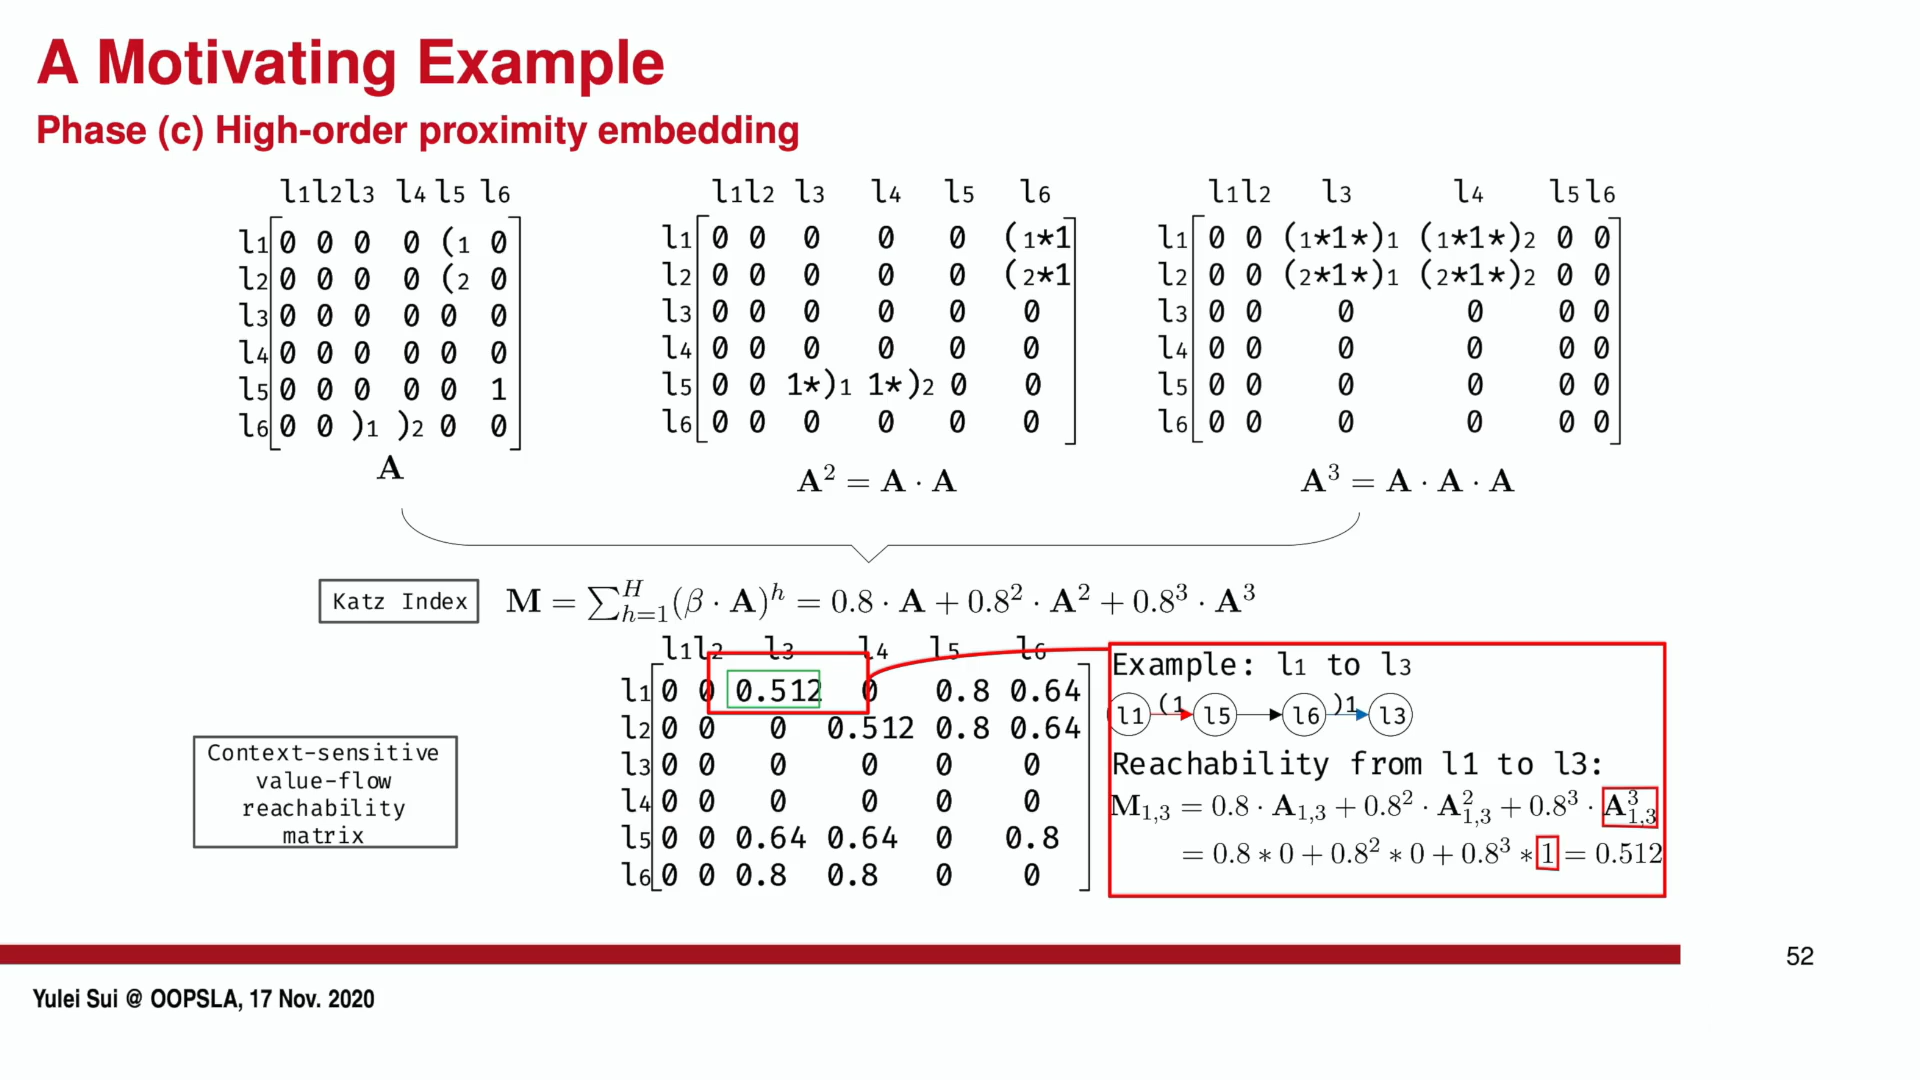 A Motivating Example
Phase (c) High-order proximity embedding
l1 l2 l3 l4 l5 l6
l1 0 0 0 0 (1 0
l2 0 0 0 0 (2 0
l3 0 0 0 0 0 0
l4 0 0 0 0 0 0
l5 0 0 0 0 0 1
l6 0 0 )1 )2 0 0
A
l1 l2 l3 l4 l5 l6
l1 0 0 0 0 0 (1*1
l2 0 0 0 0 0 (2*1
l3 0 0 0 0 0 0
l4 0 0 0 0 0 0
l5 0 0 1*)1 1*)2 0 0
l6 0 0 0 0 0 0
A² = A · A
l1 l2 l3 l4 l5 l6
l1 0 0 (1*1*)1 (1*1*)2 0 0
l2 0 0 (2*1*)1 (2*1*)2 0 0
l3 0 0 0 0 0 0
l4 0 0 0 0 0 0
l5 0 0 0 0 0 0
l6 0 0 0 0 0 0
A³ = A · A · A
Katz Index
M = ∑_{h=1}^{H}(β · A)^h = 0.8 · A + 0.8² · A² + 0.8³ · A³
l1 l2 l3 l4 l5 l6
l1 0 0 0.512 0 0.8 0.64
l2 0 0 0 0.512 0.8 0.64
l3 0 0 0 0 0 0
l4 0 0 0 0 0 0
l5 0 0 0.64 0.64 0 0.8
l6 0 0 0.8 0.8 0 0
Context-sensitive
value-flow
reachability
matrix
Example: l1 to l3
l1 (1 l5 l6 )1 l3
Reachability from l1 to l3:
M_{1,3} = 0.8 · A_{1,3} + 0.8² · A²_{1,3} + 0.8³ · A³_{1,3}
= 0.8 * 0 + 0.8² * 0 + 0.8³ * 1 = 0.512
52
Yulei Sui @ OOPSLA, 17 Nov. 2020